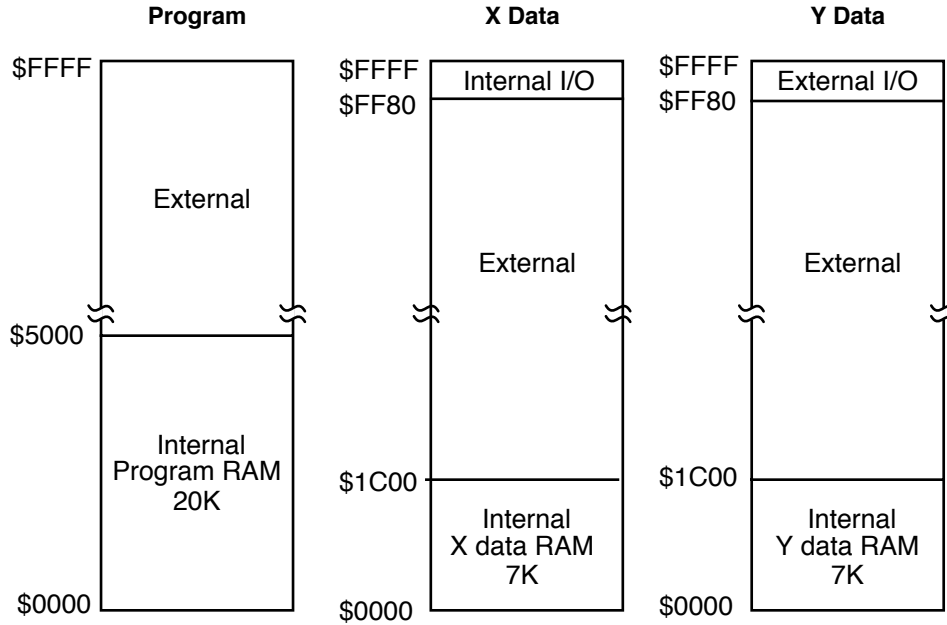 Program
$FFFF
External
$5000
Internal
Program RAM
20K
$0000
X Data
$FFFF
Internal I/O
$FF80
External
$1C00
Internal
X data RAM
7K
$0000
Y Data
$FFFF
External I/O
$FF80
External
$1C00
Internal
Y data RAM
7K
$0000